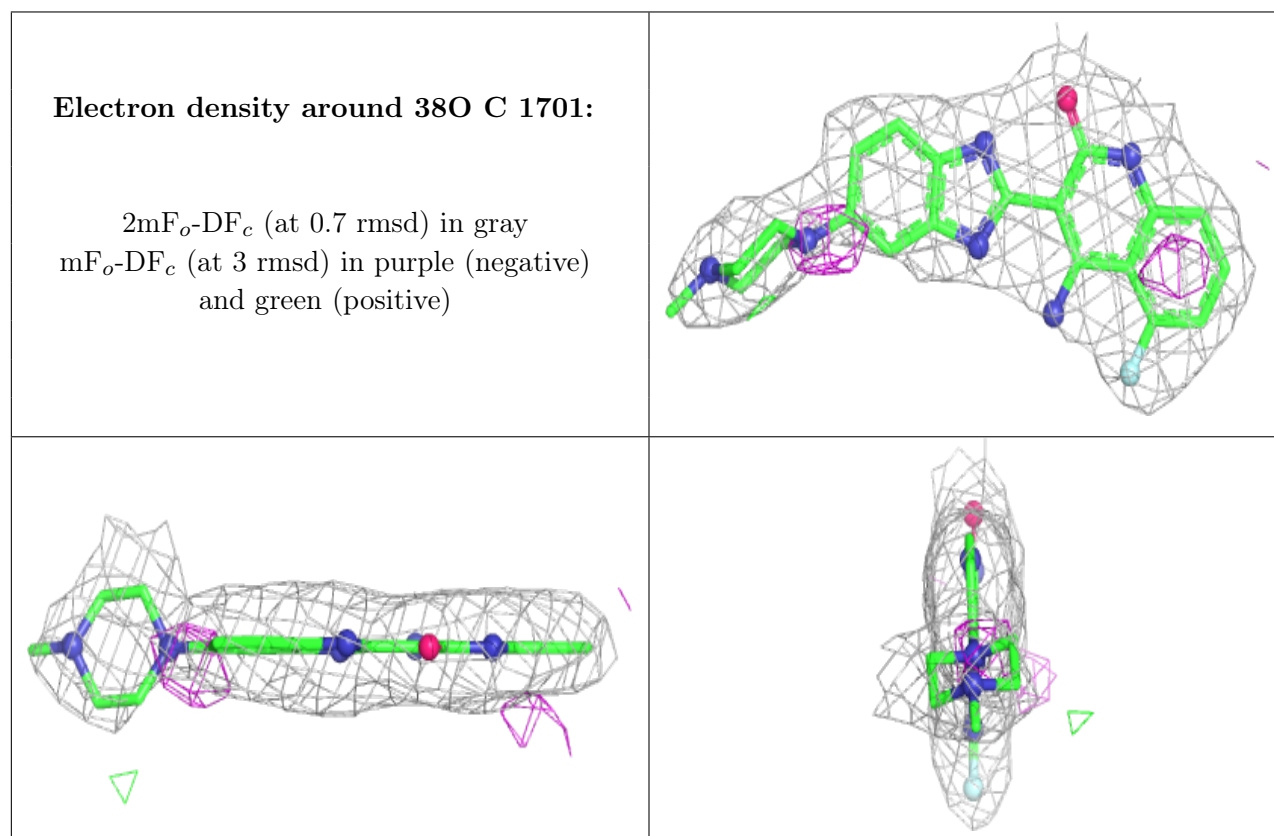 Electron density around 38O C 1701:
2mFo-DFc (at 0.7 rmsd) in gray
mFo-DFc (at 3 rmsd) in purple (negative)
and green (positive)